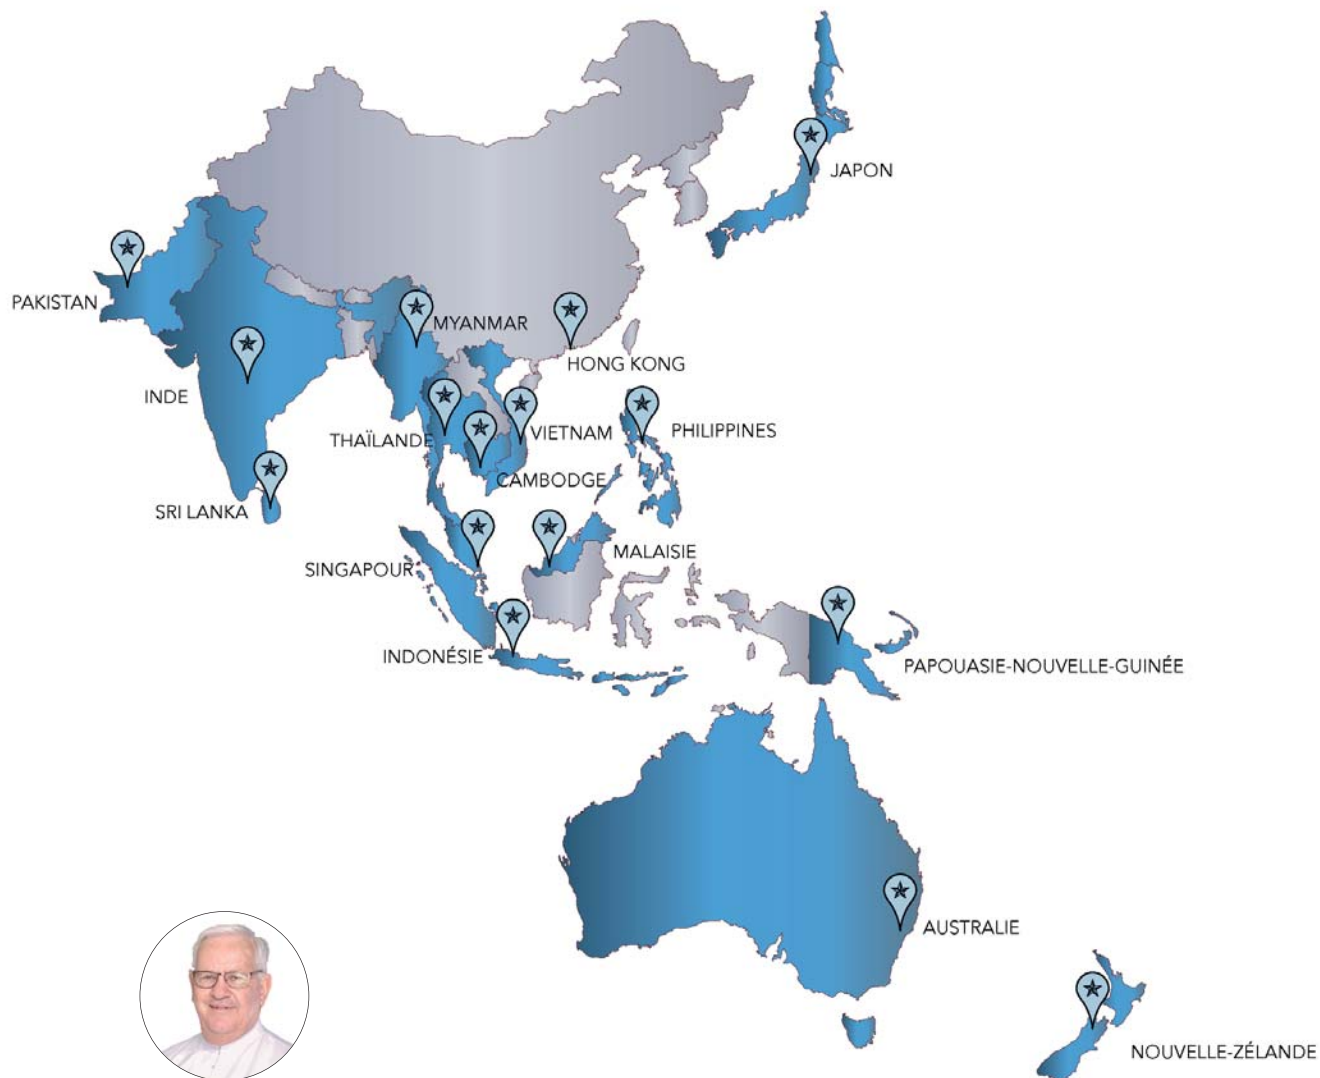 JAPON
PAKISTAN
MYANMAR
HONG KONG
INDE
THAÏLANDE
VIETNAM
PHILIPPINES
CAMBODGE
SRI LANKA
SINGAPOUR
MALAISIE
INDONÉSIE
PAPOUASIE-NOUVELLE-GUINÉE
AUSTRALIE
NOUVELLE-ZÉLANDE